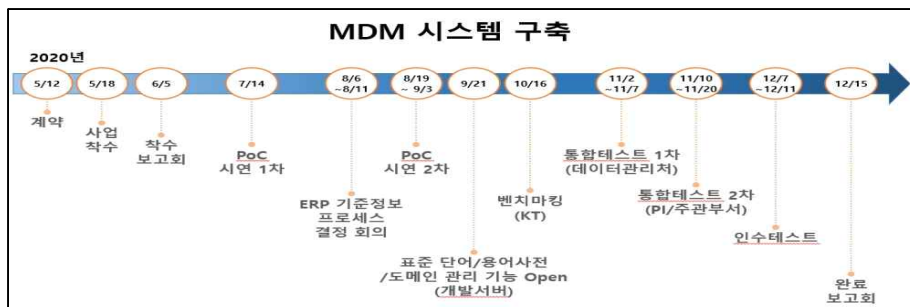 MDM 시스템 구축
2020년
5/12
5/18
6/5
7/14
8/6
~8/11
8/19
~ 9/3
9/21
10/16
11/2
~11/7
11/10
~11/20
12/7
~12/11
12/15
계약
사업
착수
착수
보고회
PoC
시연 1차
ERP 기준정보
프로세스
결정 회의
PoC
시연 2차
표준 단어/용어사전
/도메인 관리 기능 Open
(개발서버)
벤치마킹
(KT)
통합테스트 1차
(데이터관리처)
통합테스트 2차
(PI/주관부서)
인수테스트
완료
보고회